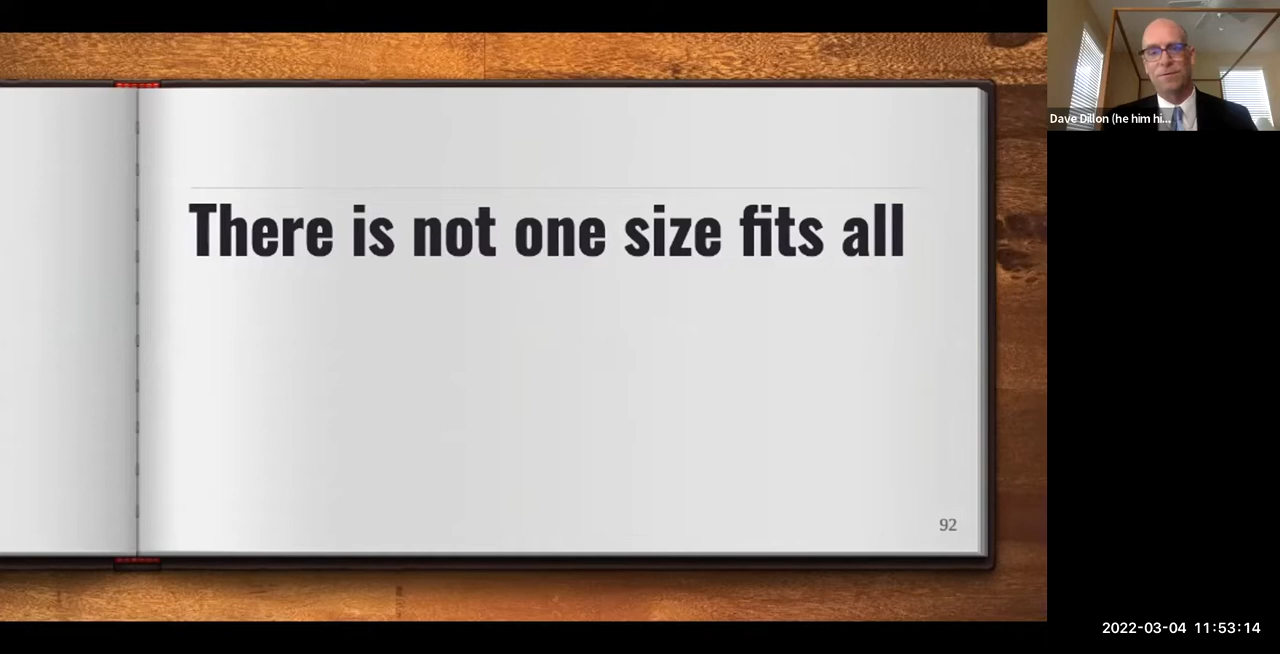 Dave Dillon (he him hi...
There is not one size fits all
92
2022-03-04 11:53:14